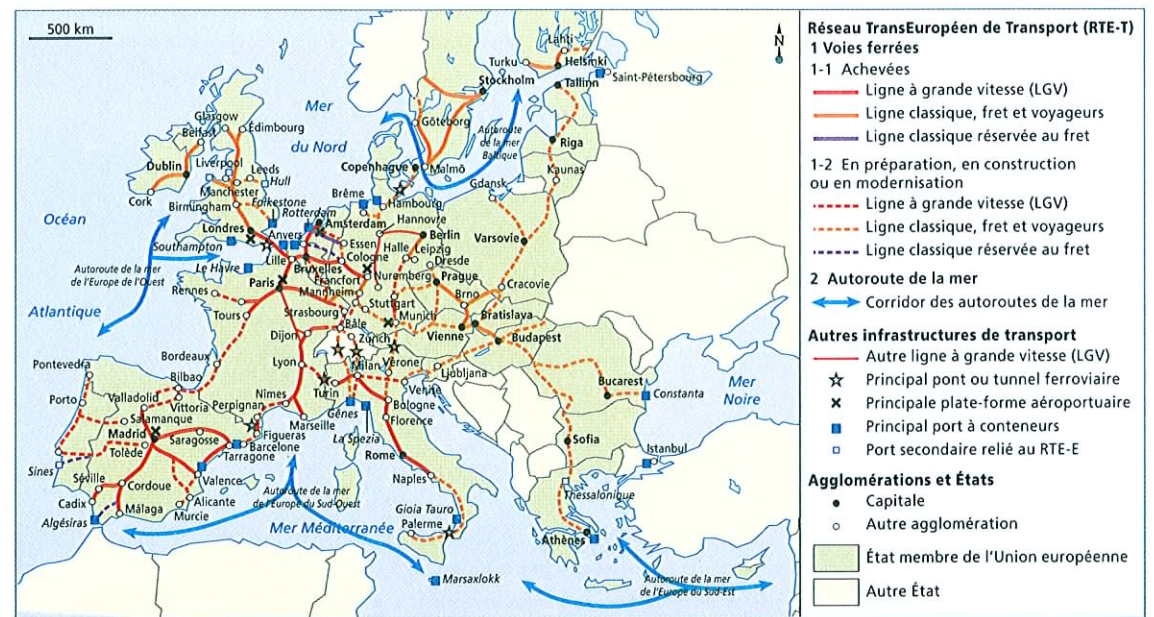 500 km
N
Mer
du Nord
Océan
Atlantique
Mer
Noire
Mer Méditerranée
Autoroute
de la mer
Baltique
Autoroute de la mer
de l'Europe de l'Ouest
Autoroute de la mer
de l'Europe du Sud-Ouest
Autoroute de la mer
de l'Europe du Sud-Est
Lahti
Turku
Helsinki
Saint-Pétersbourg
Stockholm
Tallinn
Glasgow
Édimbourg
Belfast
Göteborg
Riga
Dublin
Liverpool
Leeds
Hull
Copenhague
Malmö
Kaunas
Gdansk
Manchester
Cork
Birmingham
Folkestone
Brême
Hambourg
Rotterdam
Amsterdam
Hannovre
Londres
Anvers
Essen
Berlin
Varsovie
Southampton
Halle
Leipzig
Lille
Bruxelles
Cologne
Dresde
Le Havre
Francfort
Nuremberg
Prague
Cracovie
Paris
Mannheim
Brno
Rennes
Stuttgart
Strasbourg
Munich
Bratislava
Tours
Bâle
Vienne
Budapest
Dijon
Zürich
Lyon
Milan
Vérone
Ljubljana
Bordeaux
Turin
Venise
Bucarest
Constanta
Pontevedra
Bilbao
Gênes
Bologne
Porto
Valladolid
Vittoria
Perpignan
Nîmes
Florence
Salamanque
Marseille
La Spezia
Madrid
Saragosse
Figueras
Barcelone
Sofia
Istanbul
Tolède
Tarragone
Rome
Sines
Valence
Naples
Thessalonique
Séville
Cordoue
Alicante
Cadix
Málaga
Murcie
Gioia Tauro
Palerme
Algésiras
Athènes
Marsaxlokk
Réseau TransEuropéen de Transport (RTE-T)
1 Voies ferrées
1-1 Achevées
Ligne à grande vitesse (LGV)
Ligne classique, fret et voyageurs
Ligne classique réservée au fret
1-2 En préparation, en construction
ou en modernisation
Ligne à grande vitesse (LGV)
Ligne classique, fret et voyageurs
Ligne classique réservée au fret
2 Autoroute de la mer
Corridor des autoroutes de la mer
Autres infrastructures de transport
Autre ligne à grande vitesse (LGV)
Principal pont ou tunnel ferroviaire
Principale plate-forme aéroportuaire
Principal port à conteneurs
Port secondaire relié au RTE-E
Agglomérations et États
Capitale
Autre agglomération
État membre de l'Union européenne
Autre État